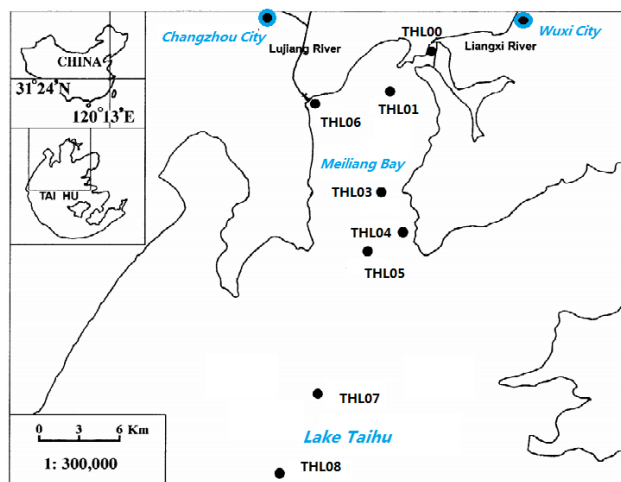 Changzhou City
Lujiang River
THL00
Liangxi River
Wuxi City
CHINA
31°24'N
120°13'E
THL06
THL01
Meiliang Bay
TAI HU
THL03
THL04
THL05
THL07
0 3 6 Km
Lake Taihu
1: 300,000
THL08